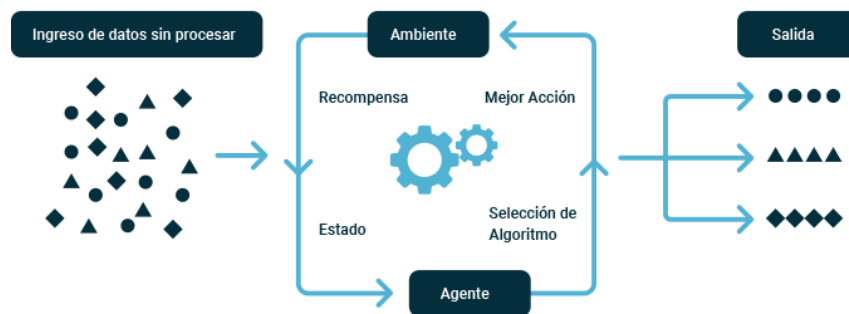 Ingreso de datos sin procesar
Ambiente
Salida
Recompensa
Mejor Acción
Estado
Selección de
Algoritmo
Agente